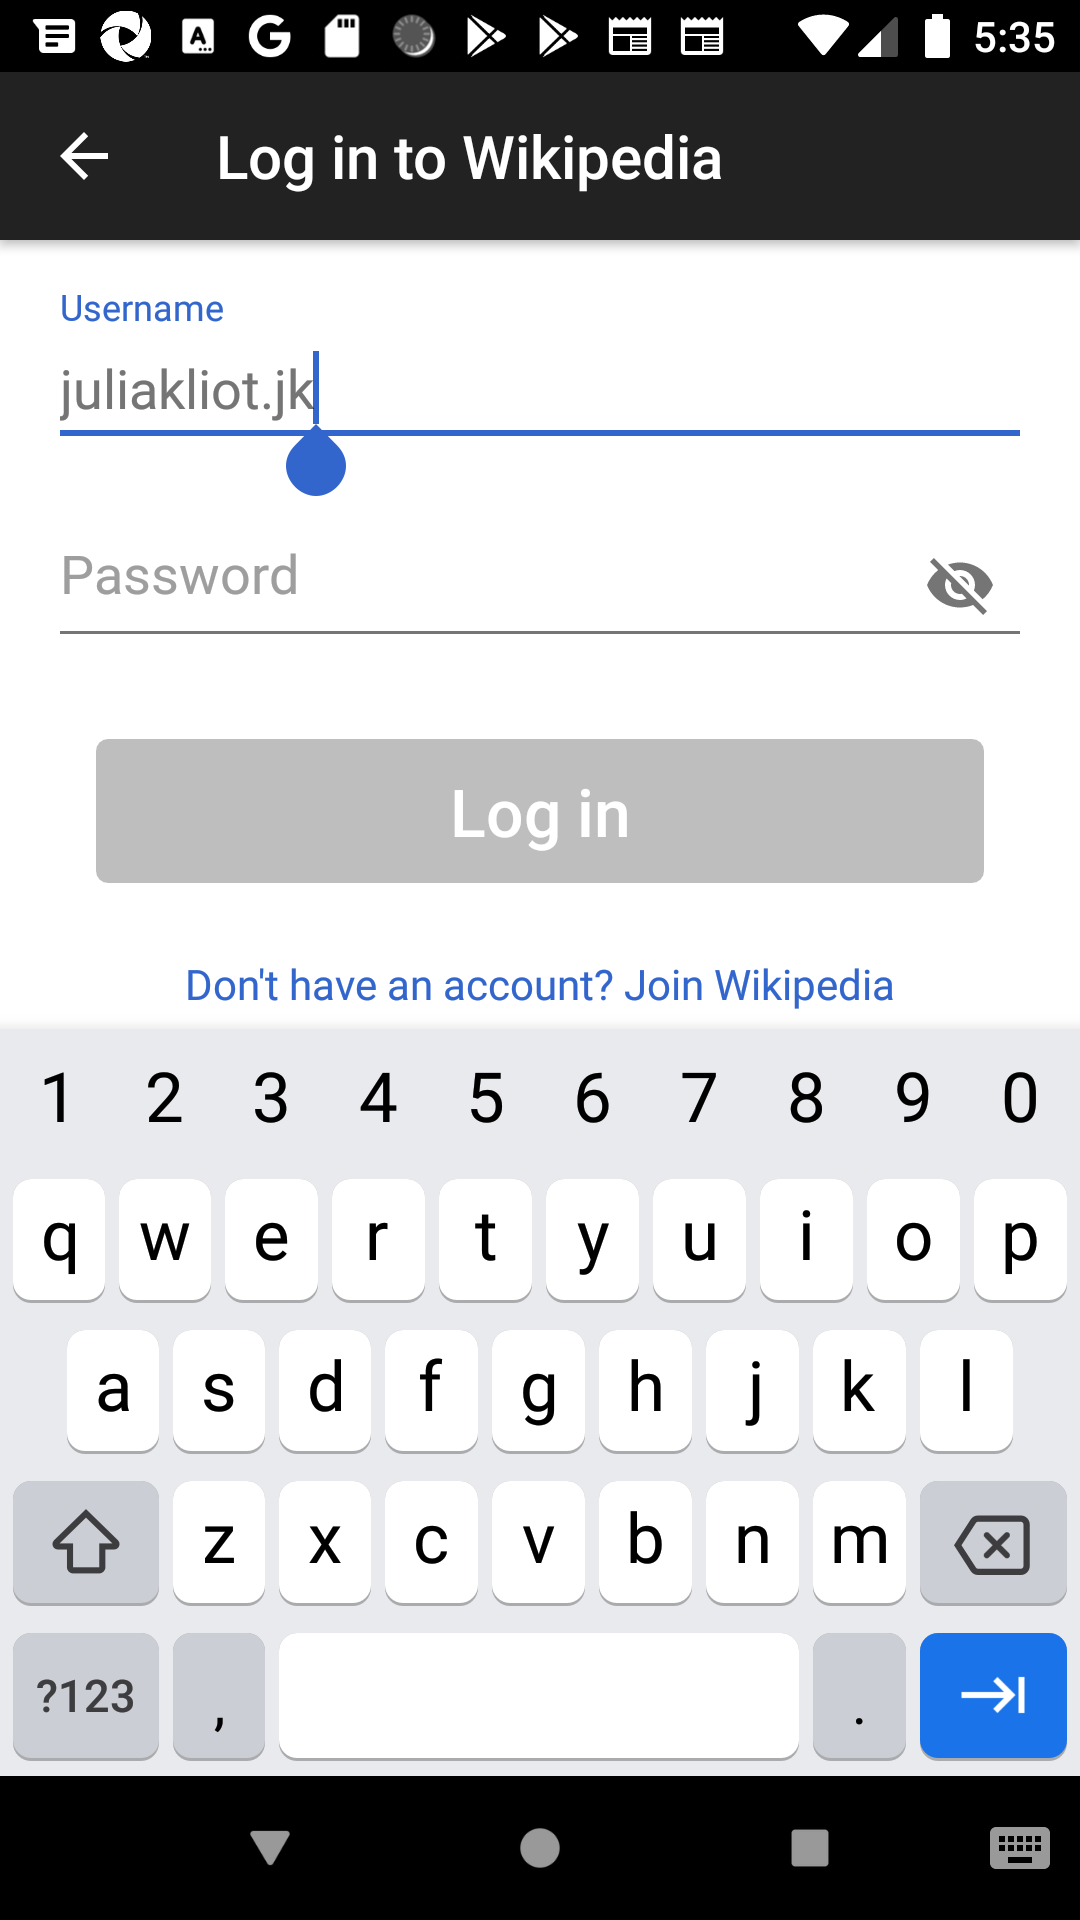 5:35
Log in to Wikipedia
Username
juliakliot.jk
Password
Log in
Don't have an account? Join Wikipedia
1 2 3 4 5 6 7 8 9 0
q w e r t y u i o p
a s d f g h j k l
z x c v b n m
?123 , .